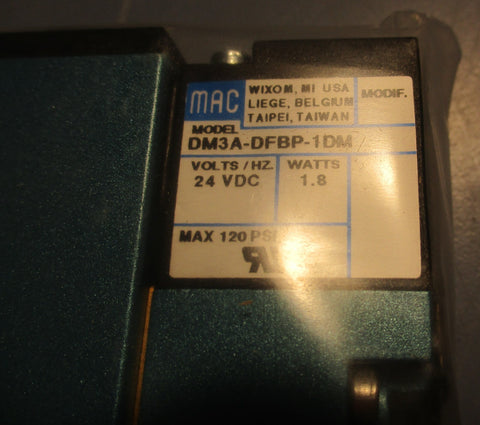 MAC
WIXOM, MI USA
LIEGE, BELGIUM
TAIPEI, TAIWAN
MODIF.
MODEL
DM3A-DFBP-1DM
VOLTS/HZ. WATTS
24 VDC 1.8
MAX 120 PSI